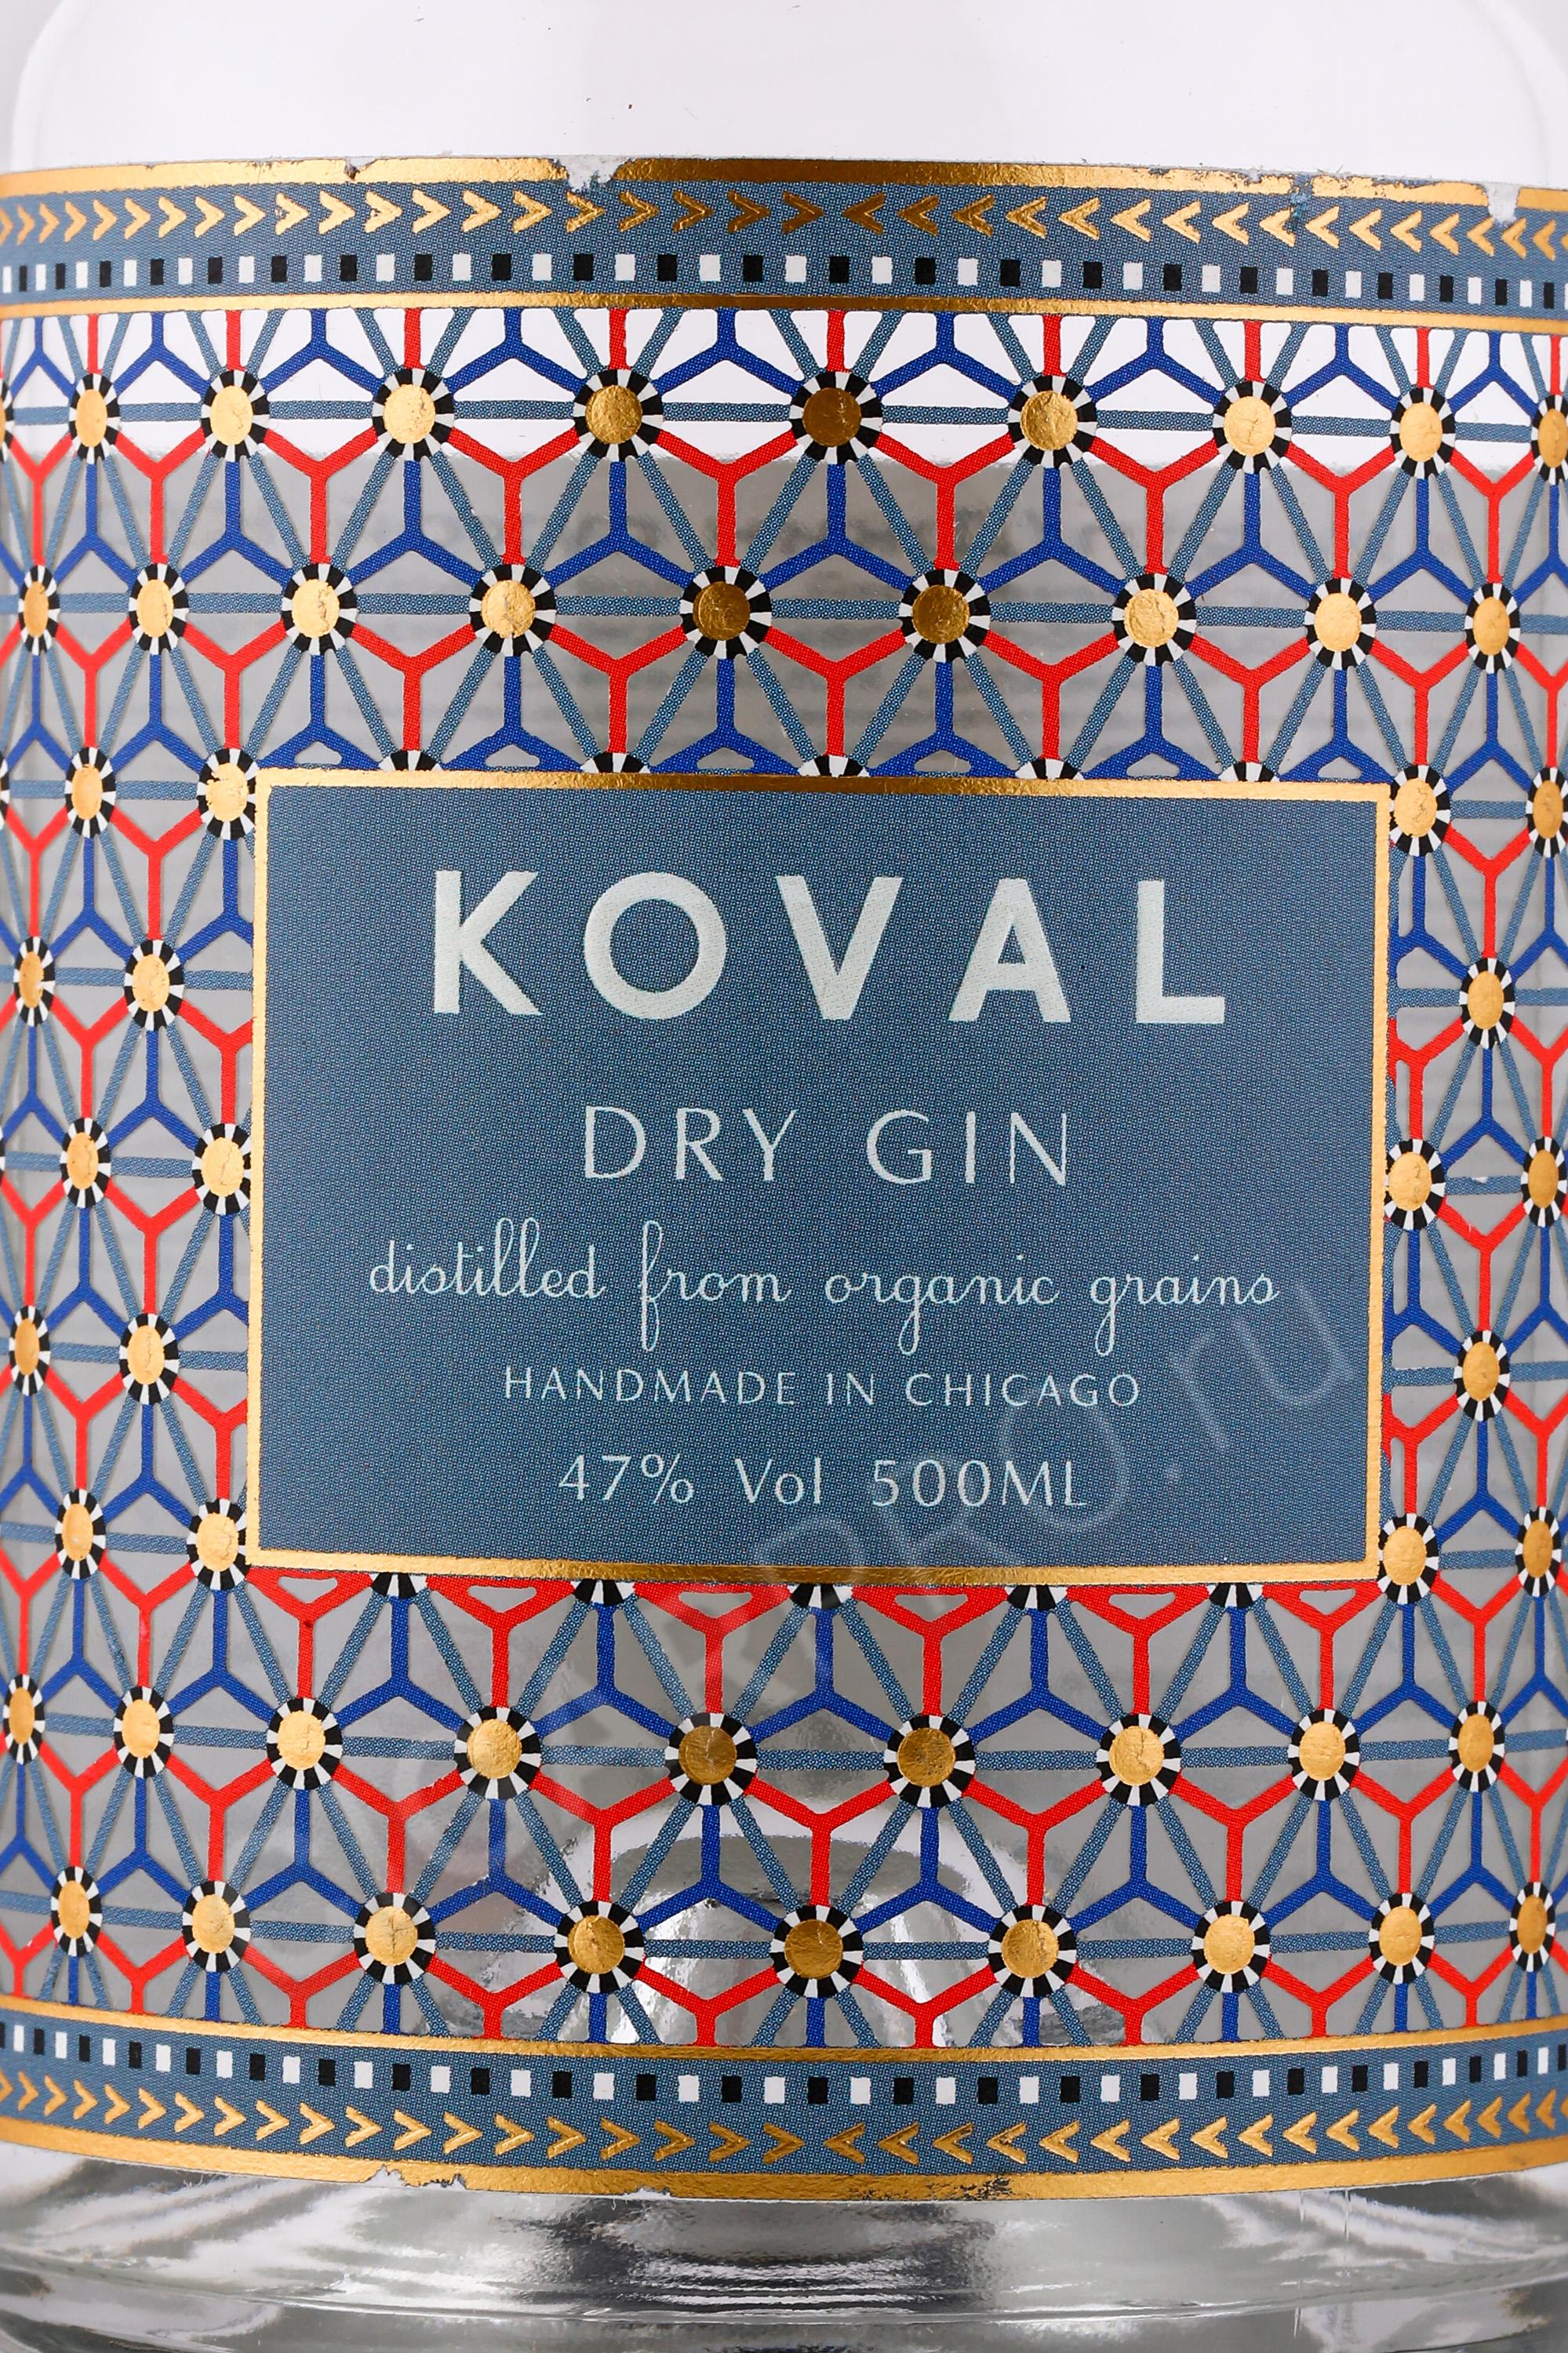 KOVAL
DRY GIN
distilled from organic grains
HANDMADE IN CHICAGO
47% Vol 500ML